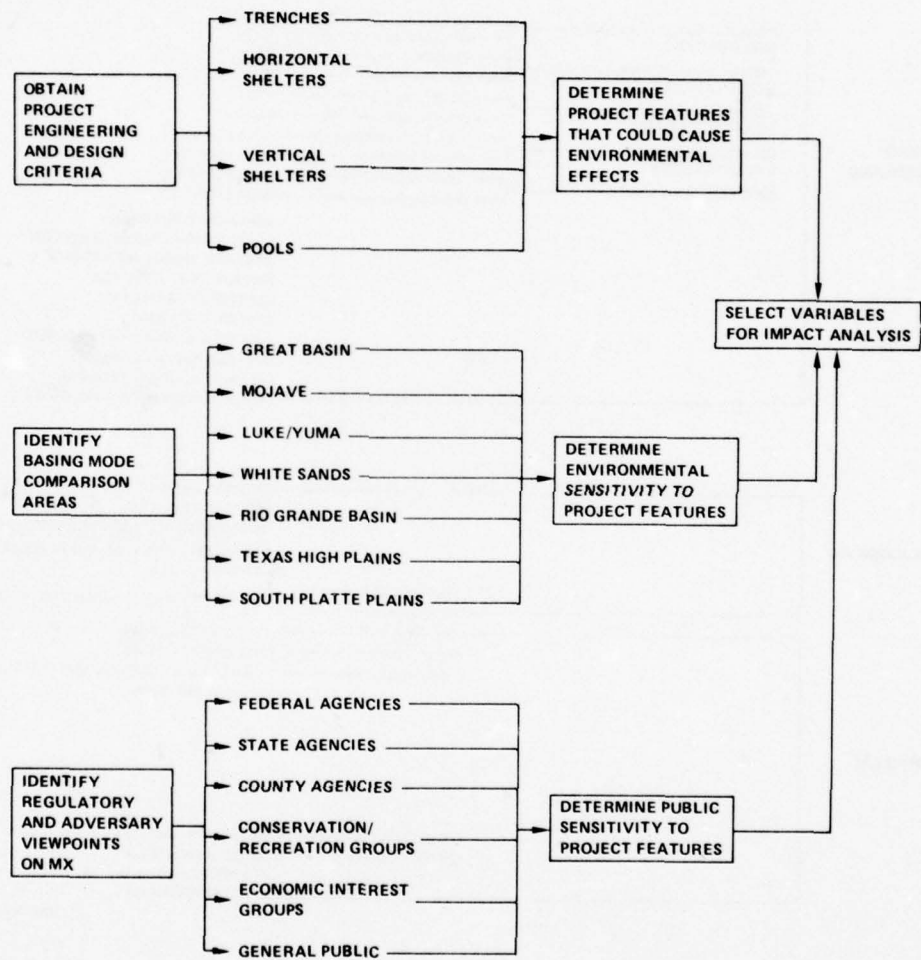 OBTAIN
PROJECT
ENGINEERING
AND DESIGN
CRITERIA
TRENCHES
HORIZONTAL
SHELTERS
VERTICAL
SHELTERS
POOLS
DETERMINE
PROJECT FEATURES
THAT COULD CAUSE
ENVIRONMENTAL
EFFECTS
SELECT VARIABLES
FOR IMPACT ANALYSIS
IDENTIFY
BASING MODE
COMPARISON
AREAS
GREAT BASIN
MOJAVE
LUKE/YUMA
WHITE SANDS
RIO GRANDE BASIN
TEXAS HIGH PLAINS
SOUTH PLATTE PLAINS
DETERMINE
ENVIRONMENTAL
SENSITIVITY TO
PROJECT FEATURES
IDENTIFY
REGULATORY
AND ADVERSARY
VIEWPOINTS
ON MX
FEDERAL AGENCIES
STATE AGENCIES
COUNTY AGENCIES
CONSERVATION/
RECREATION GROUPS
ECONOMIC INTEREST
GROUPS
GENERAL PUBLIC
DETERMINE PUBLIC
SENSITIVITY TO
PROJECT FEATURES